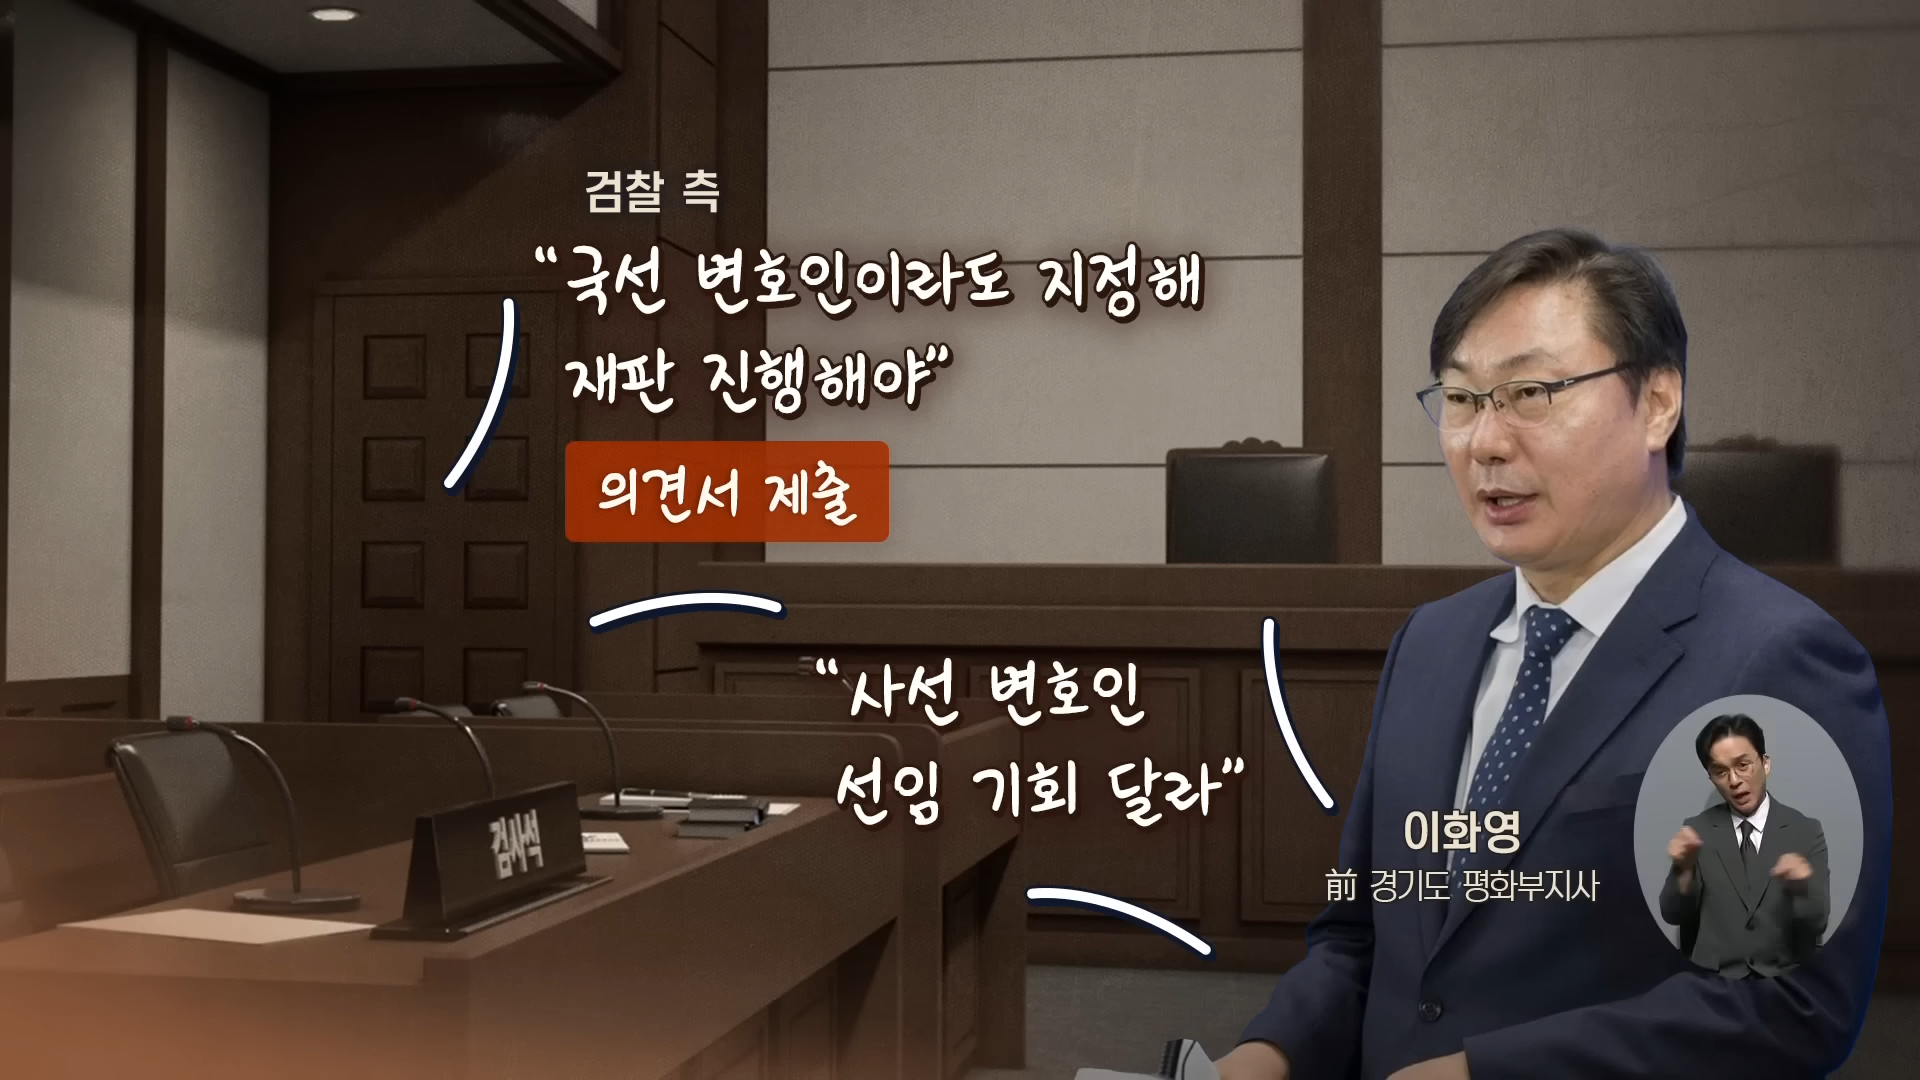 검찰 측
“국선 변호인이라도 지정해
재판 진행해야”
의견서 제출
“사선 변호인
선임 기회 달라”
검사석
이화영
前 경기도 평화부지사